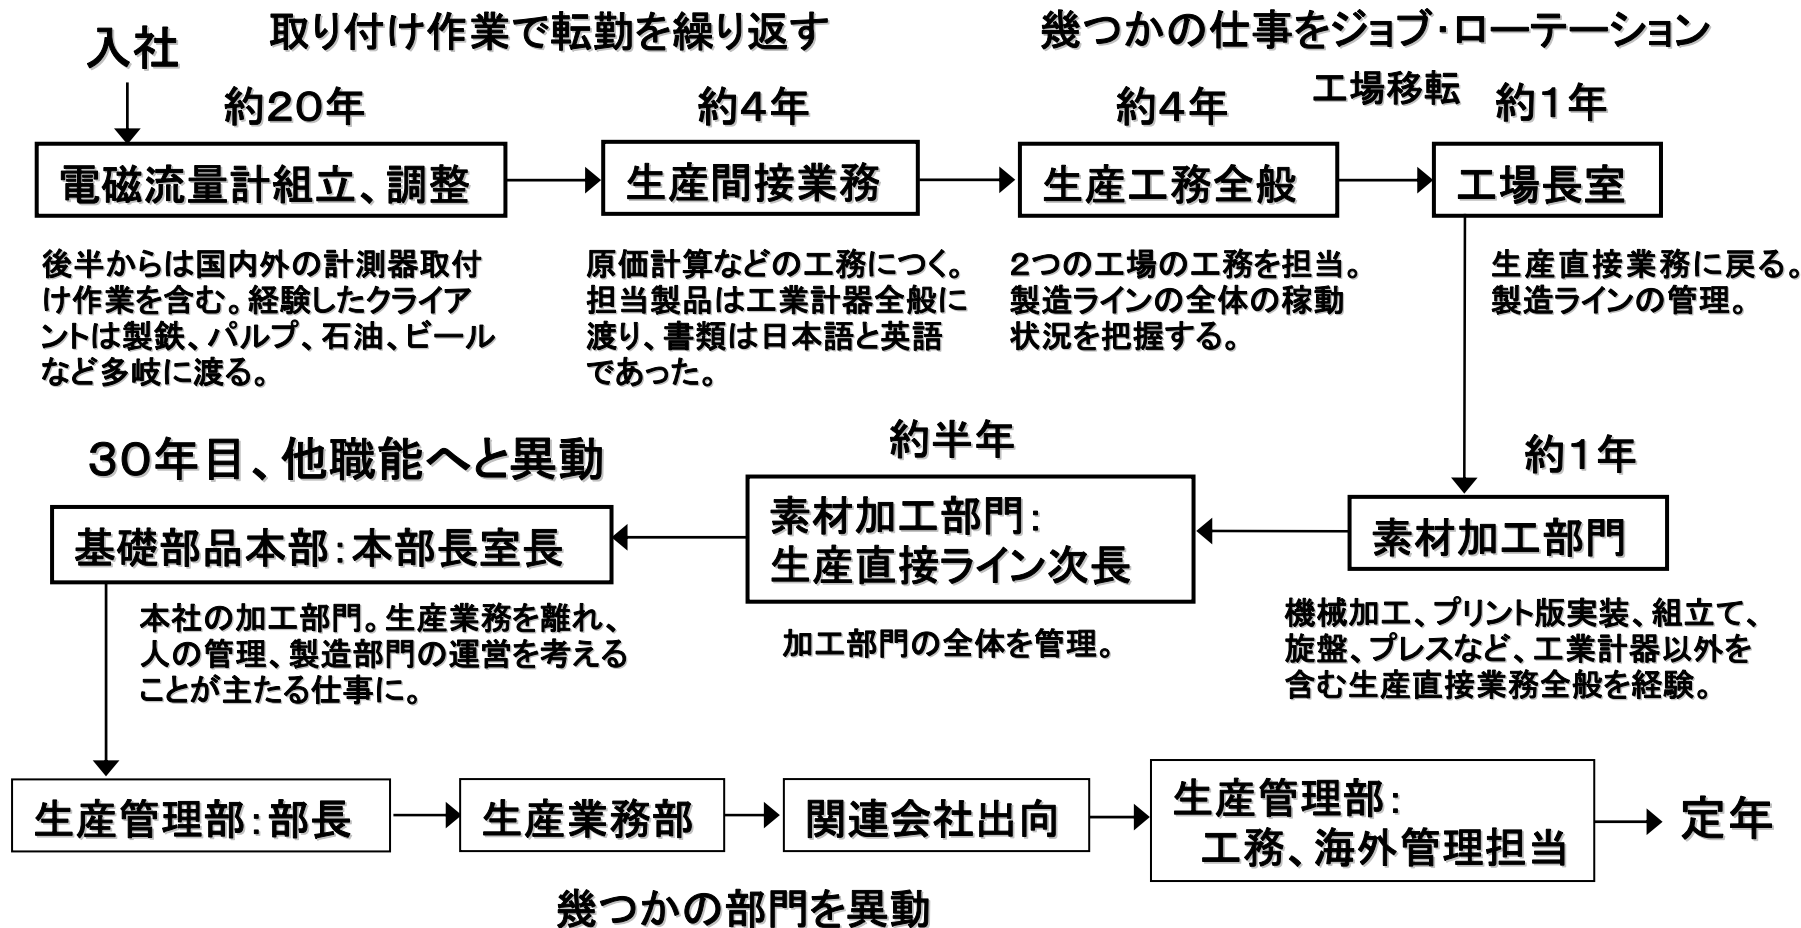 入社
取り付け作業で転勤を繰り返す
幾つかの仕事をジョブ・ローテーション
約20年
約4年
約4年
工場移転
約1年
電磁流量計組立、調整
生産間接業務
生産工務全般
工場長室
後半からは国内外の計測器取付
け作業を含む。経験したクライア
ントは製鉄、パルプ、石油、ビール
など多岐に渡る。
原価計算などの工務につく。
担当製品は工業計器全般に
渡り、書類は日本語と英語
であった。
2つの工場の工務を担当。
製造ラインの全体の稼動
状況を把握する。
生産直接業務に戻る。
製造ラインの管理。
約1年
素材加工部門
機械加工、プリント版実装、組立て、
旋盤、プレスなど、工業計器以外を
含む生産直接業務全般を経験。
約半年
素材加工部門:
生産直接ライン次長
加工部門の全体を管理。
30年目、他職能へと異動
基礎部品本部:本部長室長
本社の加工部門。生産業務を離れ、
人の管理、製造部門の運営を考える
ことが主たる仕事に。
生産管理部:部長
生産業務部
関連会社出向
生産管理部:
工務、海外管理担当
定年
幾つかの部門を異動